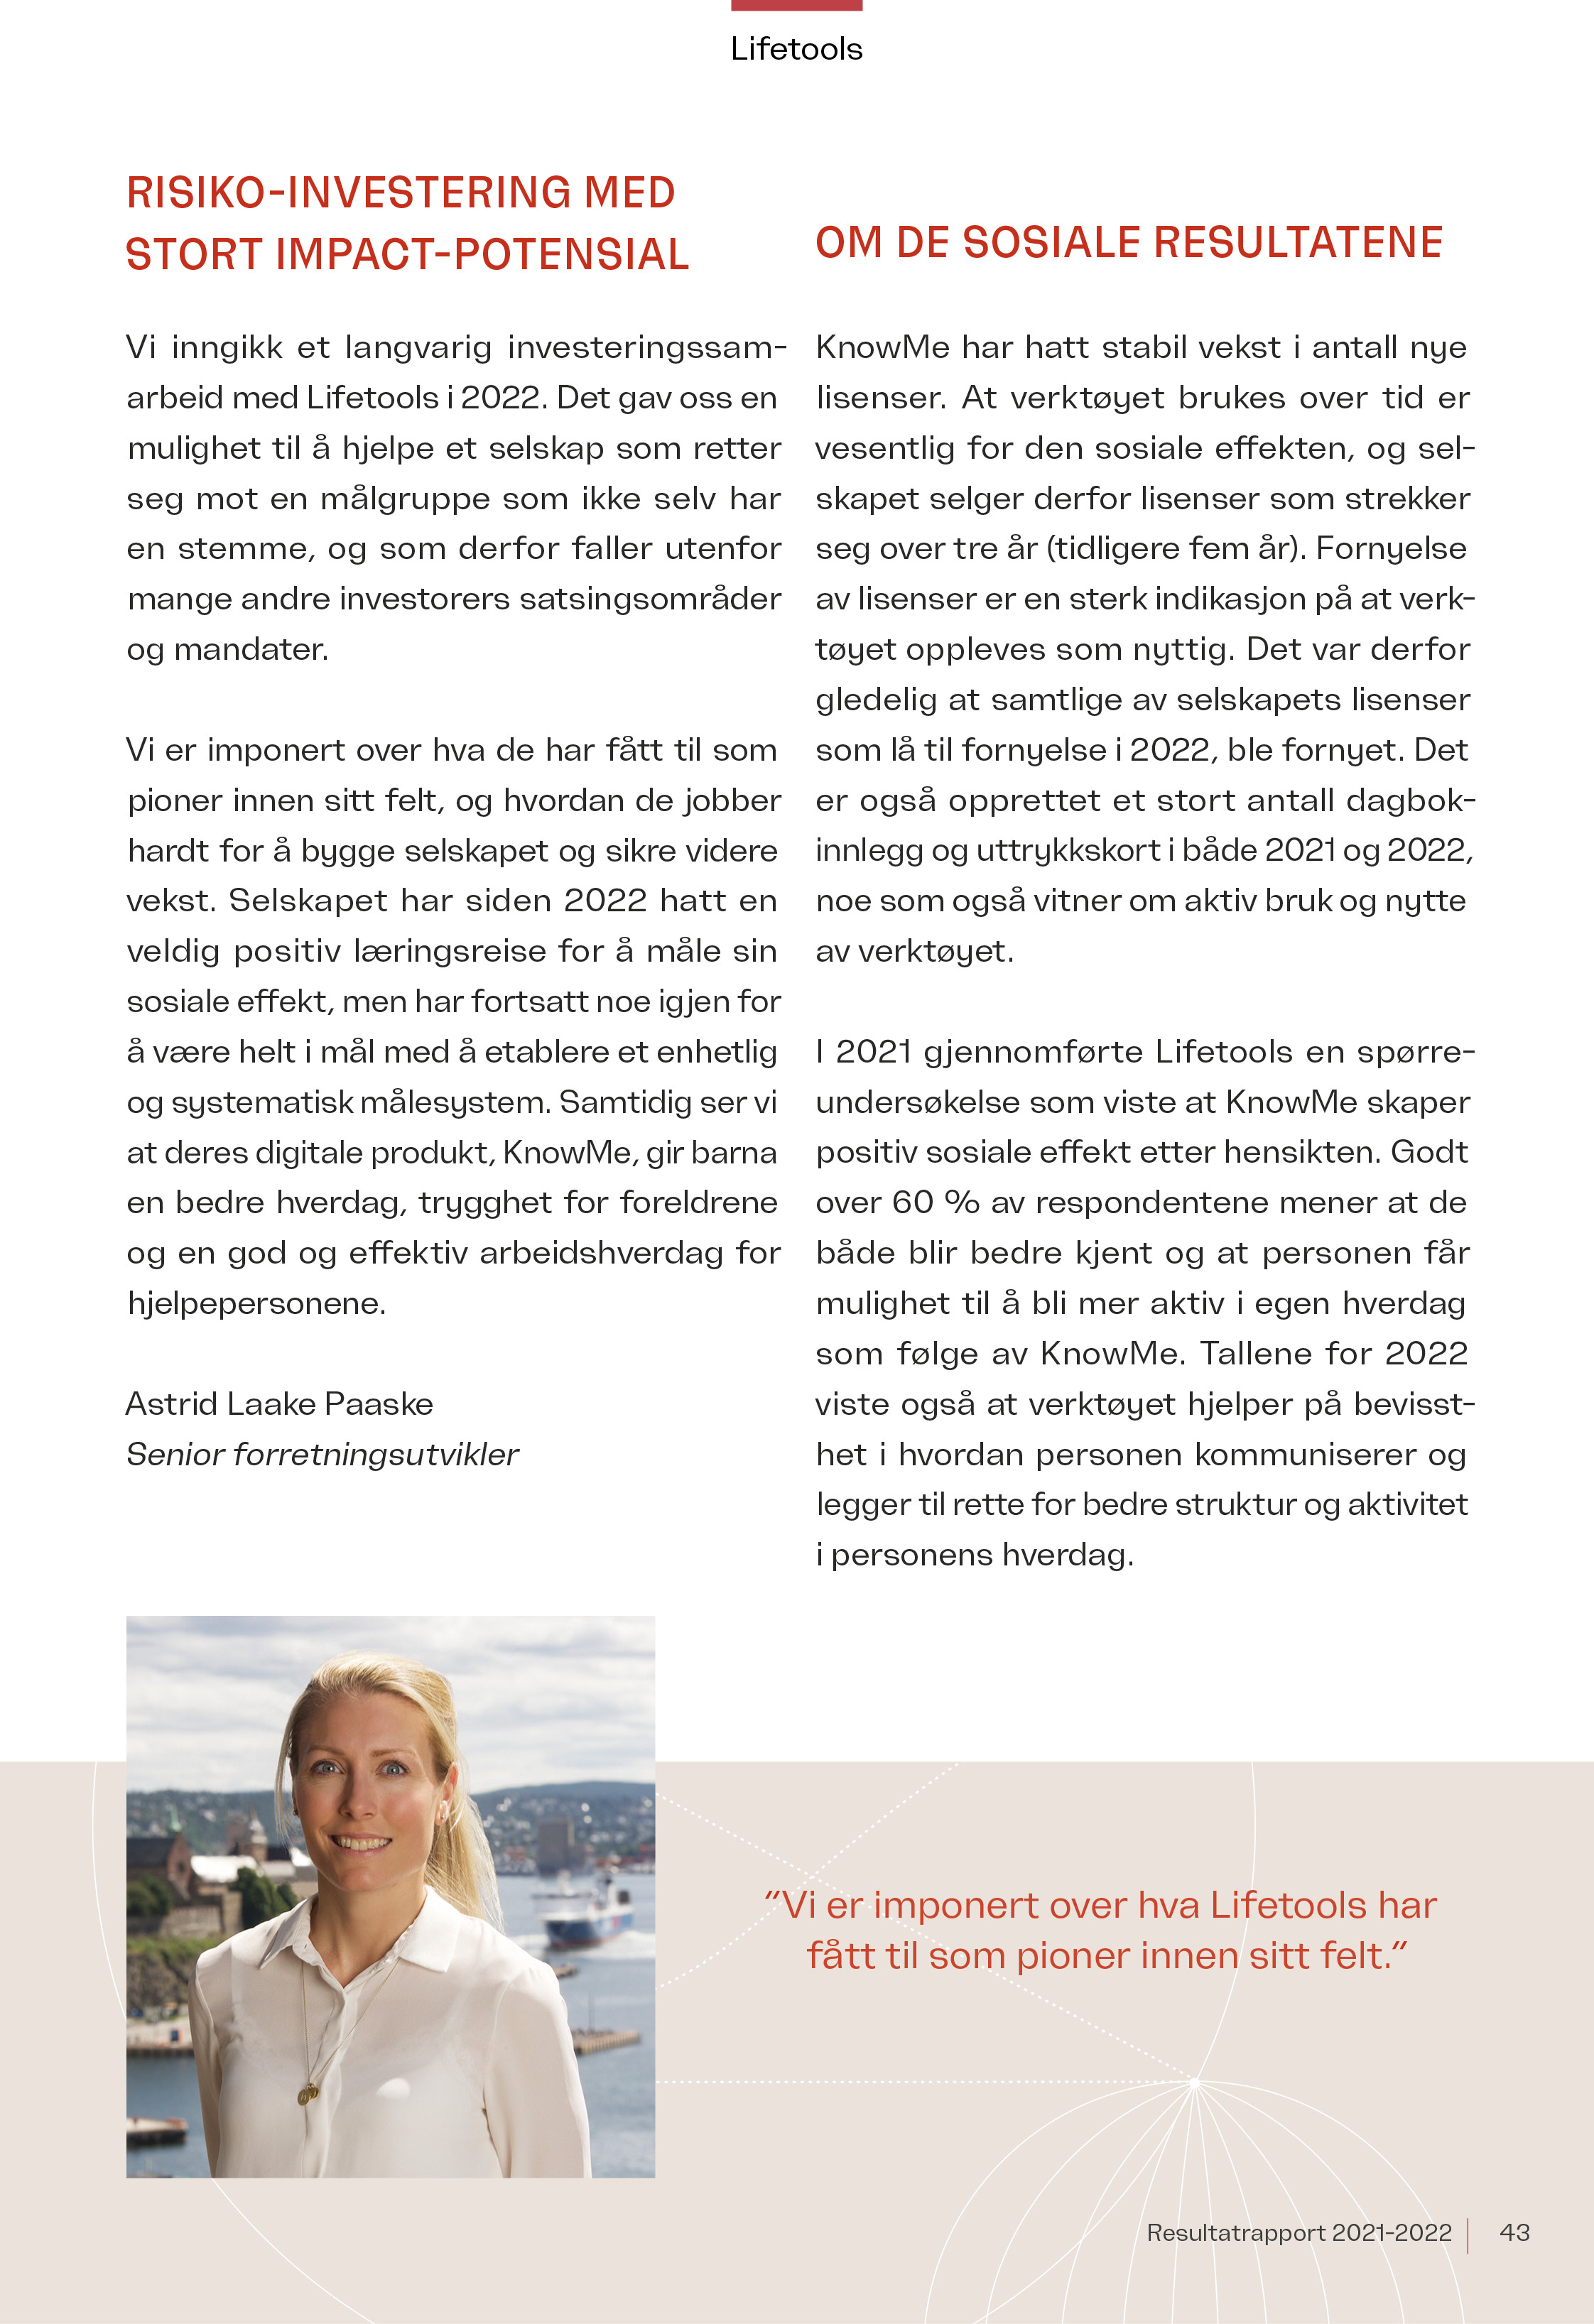 Lifetools
RISIKO-INVESTERING MED
STORT IMPACT-POTENSIAL
Vi inngikk et langvarig investeringssam-
arbeid med Lifetools i 2022. Det gav oss en
mulighet til å hjelpe et selskap som retter
seg mot en målgruppe som ikke selv har
en stemme, og som derfor faller utenfor
mange andre investorers satsingsområder
og mandater.
Vi er imponert over hva de har fått til som
pioner innen sitt felt, og hvordan de jobber
hardt for å bygge selskapet og sikre videre
vekst. Selskapet har siden 2022 hatt en
veldig positiv læringsreise for å måle sin
sosiale effekt, men har fortsatt noe igjen for
å være helt i mål med å etablere et enhetlig
og systematisk målesystem. Samtidig ser vi
at deres digitale produkt, KnowMe, gir barna
en bedre hverdag, trygghet for foreldrene
og en god og effektiv arbeidshverdag for
hjelpepersonene.
Astrid Laake Paaske
Senior forretningsutvikler
OM DE SOSIALE RESULTATENE
KnowMe har hatt stabil vekst i antall nye
lisenser. At verktøyet brukes over tid er
vesentlig for den sosiale effekten, og sel-
skapet selger derfor lisenser som strekker
seg over tre år (tidligere fem år). Fornyelse
av lisenser er en sterk indikasjon på at verk-
tøyet oppleves som nyttig. Det var derfor
gledelig at samtlige av selskapets lisenser
som lå til fornyelse i 2022, ble fornyet. Det
er også opprettet et stort antall dagbok-
innlegg og uttrykkskort i både 2021 og 2022,
noe som også vitner om aktiv bruk og nytte
av verktøyet.
I 2021 gjennomførte Lifetools en spørre-
undersøkelse som viste at KnowMe skaper
positiv sosiale effekt etter hensikten. Godt
over 60 % av respondentene mener at de
både blir bedre kjent og at personen får
mulighet til å bli mer aktiv i egen hverdag
som følge av KnowMe. Tallene for 2022
viste også at verktøyet hjelper på bevisst-
het i hvordan personen kommuniserer og
legger til rette for bedre struktur og aktivitet
i personens hverdag.
"Vi er imponert over hva Lifetools har
fått til som pioner innen sitt felt."
Resultatrapport 2021-2022 43